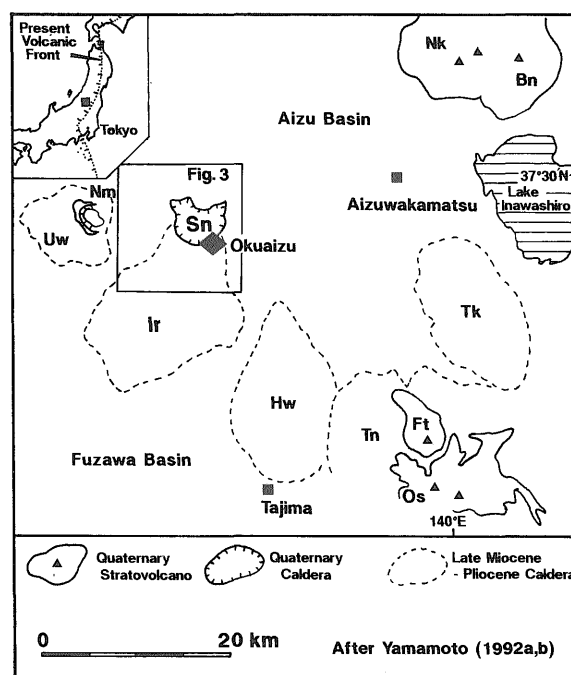 Present
Volcanic
Front
Tokyo
Nk
Bn
Aizu Basin
37°30'N
Lake
Inawashiro
Aizuwakamatsu
Fig. 3
Nm
Uw
Sn
Okuaizu
Ir
Tk
Hw
Tn
Ft
Os
Fuzawa Basin
Tajima
140°E
Quaternary
Stratovolcano
Quaternary
Caldera
Late Miocene
- Pliocene Caldera
0 20 km
After Yamamoto (1992a,b)